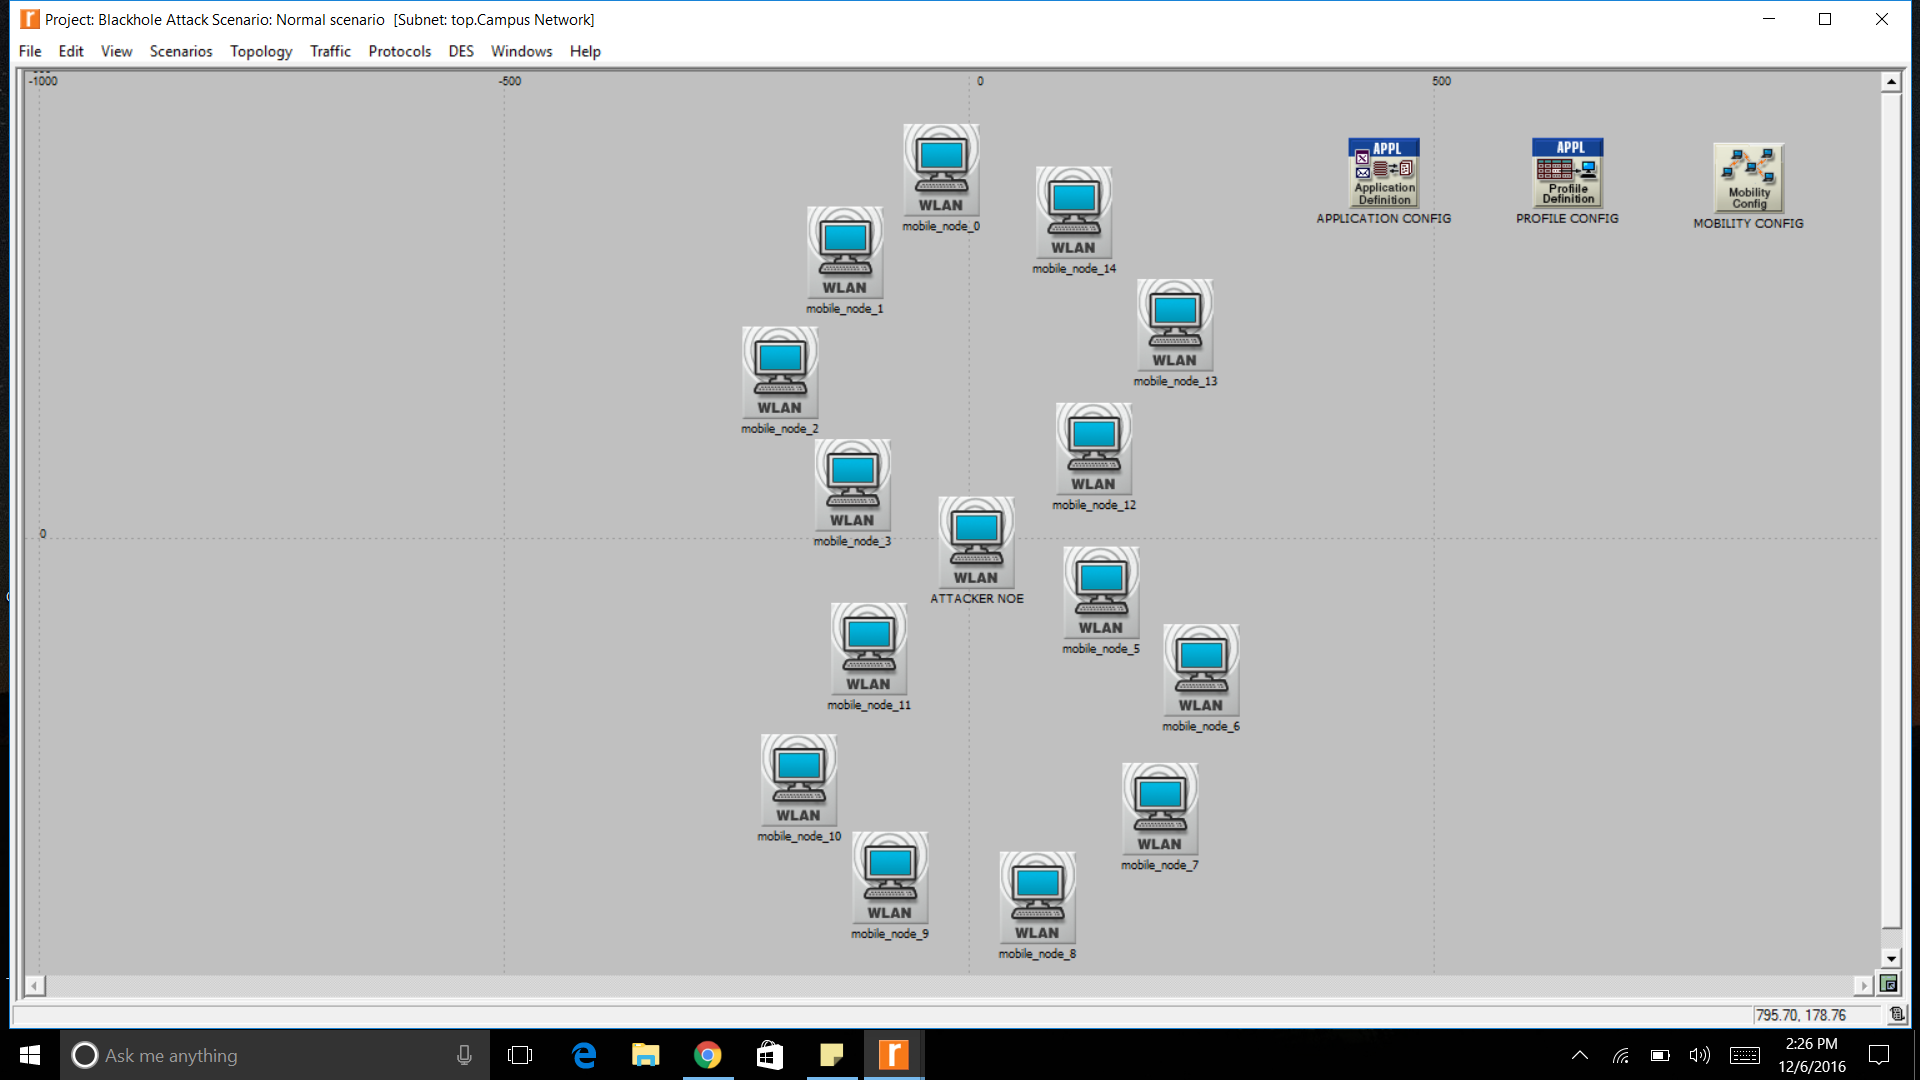 Project: Blackhole Attack Scenario: Normal scenario [Subnet: top.Campus Network]
File Edit View Scenarios Topology Traffic Protocols DES Windows Help
-1000 -500 0 500
WLAN
mobile_node_0
WLAN
mobile_node_14
APPL
Application
Definition
APPLICATION CONFIG
APPL
Profile
Definition
PROFILE CONFIG
Mobility
Config
MOBILITY CONFIG
WLAN
mobile_node_1
WLAN
mobile_node_13
WLAN
mobile_node_2
WLAN
mobile_node_12
WLAN
mobile_node_3
0
WLAN
ATTACKER NOE
WLAN
mobile_node_5
WLAN
mobile_node_11
WLAN
mobile_node_6
WLAN
mobile_node_10
WLAN
mobile_node_7
WLAN
mobile_node_9
WLAN
mobile_node_8
795.70, 178.76
Ask me anything
2:26 PM
12/6/2016